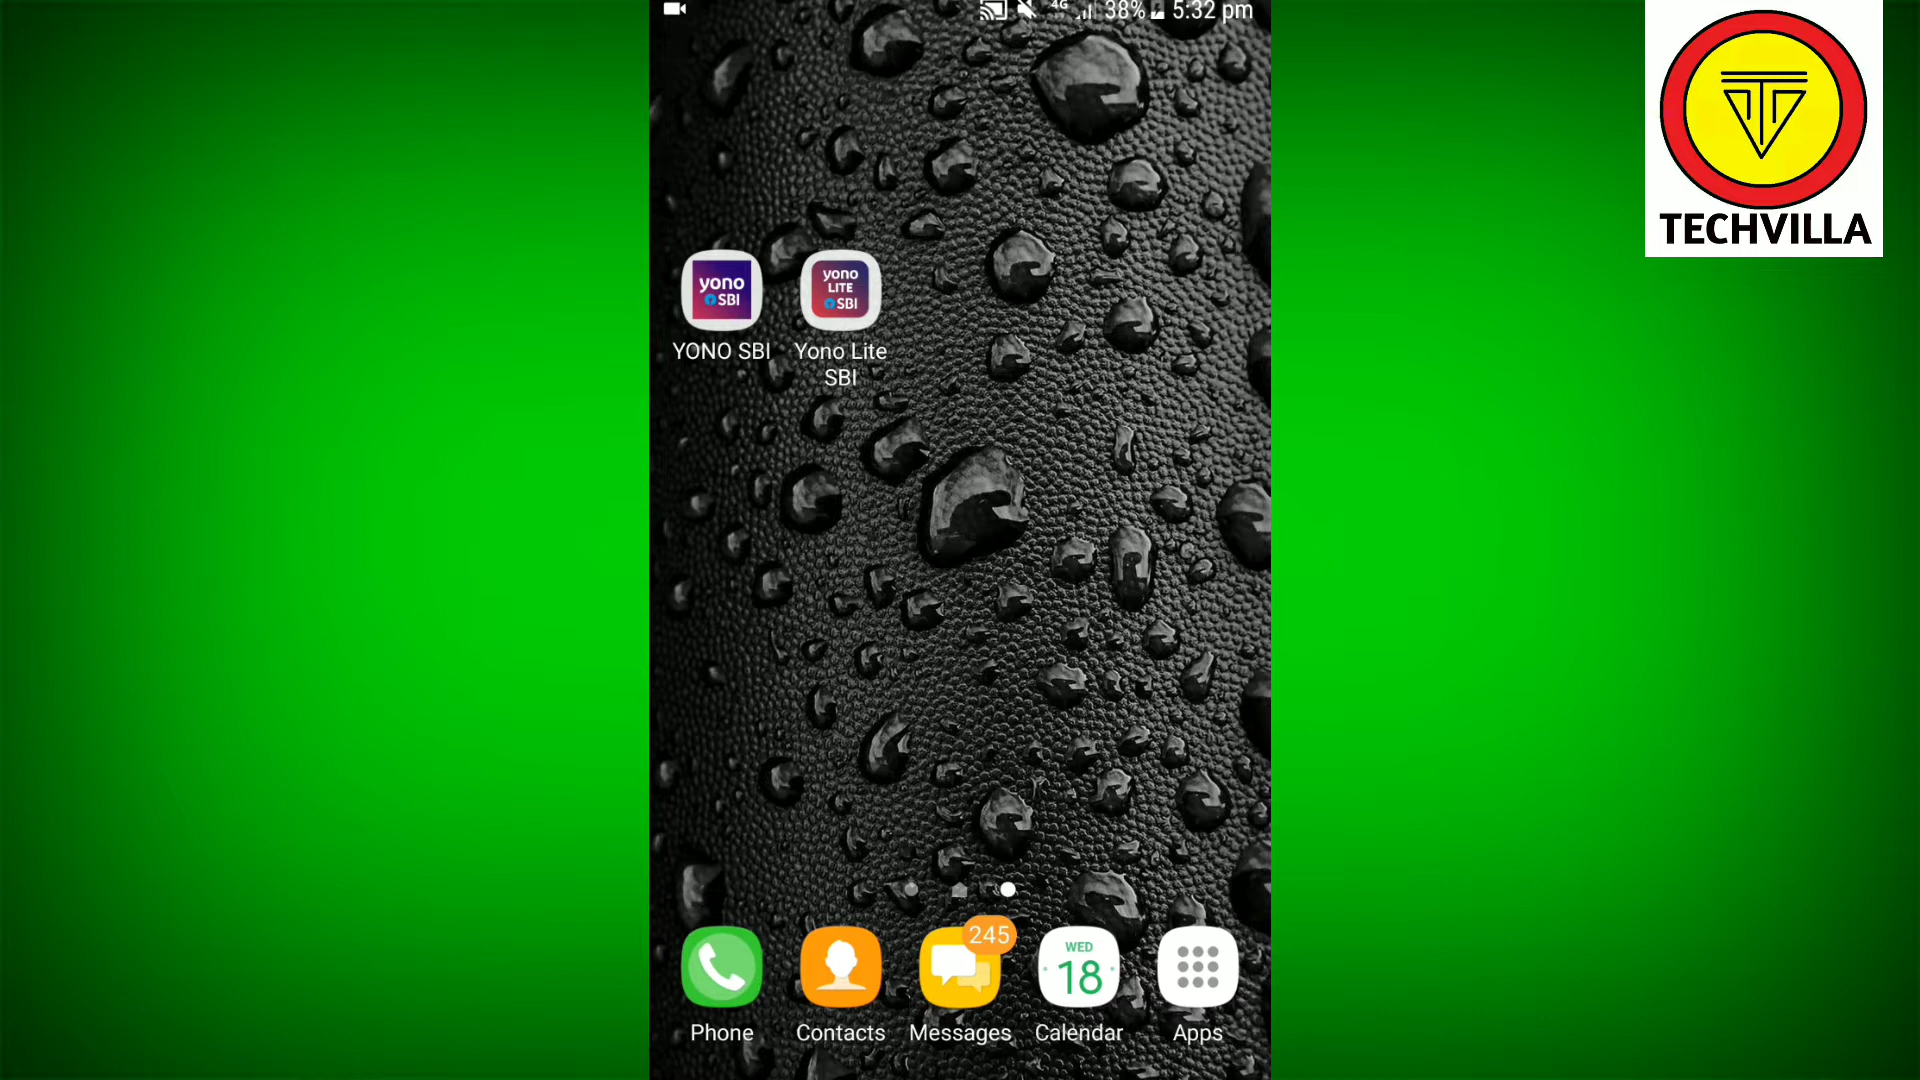 4G 38% 5:32 pm
TECHVILLA
yono
SBI
yono
LITE
SBI
YONO SBI
Yono Lite
SBI
245
WED
18
Phone
Contacts
Messages
Calendar
Apps